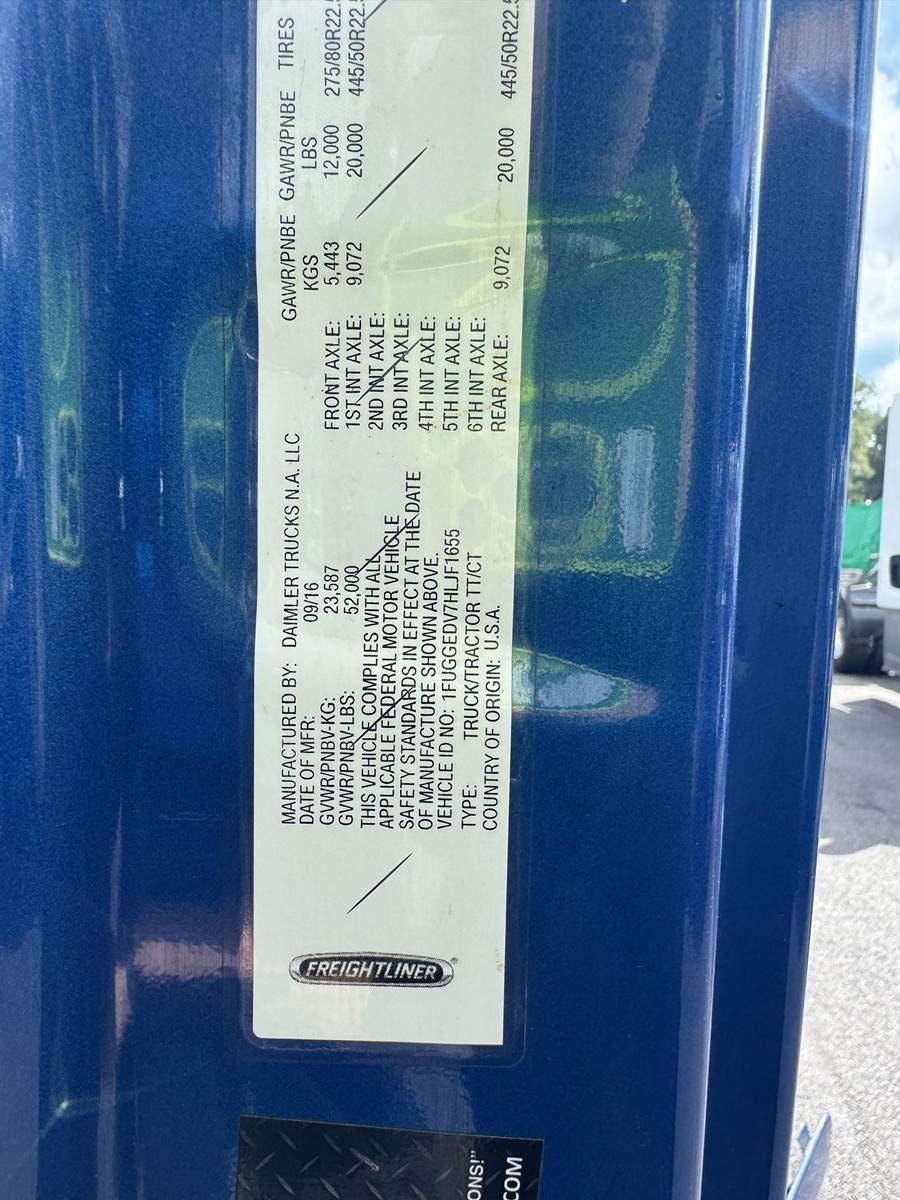 FREIGHTLINER
MANUFACTURED BY: DAIMLER TRUCKS N.A. LLC
DATE OF MFR: 09/16
GVWR/PNBV-KG: 23,587
GVWR/PNBV-LBS: 52,000
THIS VEHICLE COMPLIES WITH ALL
APPLICABLE FEDERAL MOTOR VEHICLE
SAFETY STANDARDS IN EFFECT AT THE DATE
OF MANUFACTURE SHOWN ABOVE.
VEHICLE ID NO: 1FUGGEDV7HLJF1655
TYPE: TRUCK/TRACTOR TT/CT
COUNTRY OF ORIGIN: U.S.A.
GAWR/PNBE GAWR/PNBE TIRES
KGS LBS
FRONT AXLE: 5,443 12,000 275/80R22.5
1ST INT AXLE: 9,072 20,000 445/50R22.5
2ND INT AXLE:
3RD INT AXLE:
4TH INT AXLE:
5TH INT AXLE:
6TH INT AXLE:
REAR AXLE: 9,072 20,000 445/50R22.5
ONS!"
COM